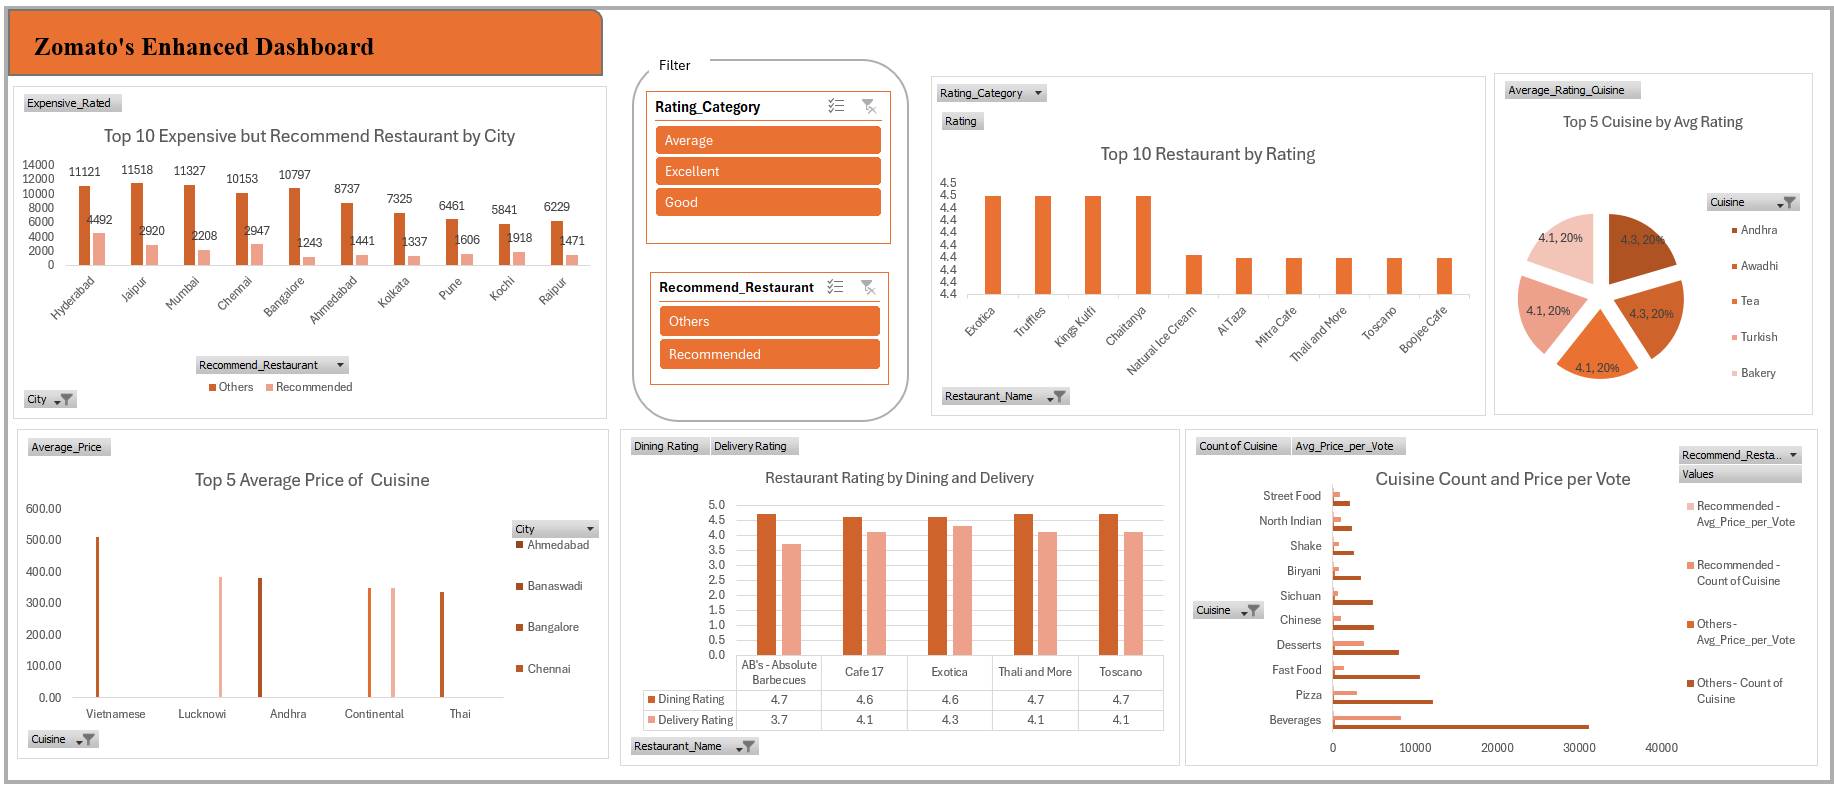 Zomato's Enhanced Dashboard
Expensive_Rated
Top 10 Expensive but Recommend Restaurant by City
14000
12000
10000
8000
6000
4000
2000
0
11121 11518 11327 10153 10797 8737 7325 6461 5841 6229
4492 2920 2208 2947 1243 1441 1337 1606 1918 1471
Hyderabad Jaipur Mumbai Chennai Bangalore Ahmedabad Kolkata Pune Kochi Raipur
Recommend_Restaurant
Others Recommended
City
Filter
Rating_Category
Average
Excellent
Good
Recommend_Restaurant
Others
Recommended
Rating_Category
Rating
Top 10 Restaurant by Rating
4.5
4.5
4.4
4.4
4.4
4.4
4.4
4.4
4.4
4.4
Exotica Truffles Kings Kulfi Chaitanya Natural Ice Cream Al Taza Mitra Cafe Thali and More Toscano Boojee Cafe
Restaurant_Name
Average_Rating_Cuisine
Top 5 Cuisine by Avg Rating
4.1, 20%
4.3, 20%
4.1, 20%
4.3, 20%
4.1, 20%
Cuisine
Andhra
Awadhi
Tea
Turkish
Bakery
Average_Price
Top 5 Average Price of Cuisine
600.00
500.00
400.00
300.00
200.00
100.00
0.00
Vietnamese Lucknowi Andhra Continental Thai
City
Ahmedabad
Banaswadi
Bangalore
Chennai
Cuisine
Dining Rating Delivery Rating
Restaurant Rating by Dining and Delivery
5.0
4.5
4.0
3.5
3.0
2.5
2.0
1.5
1.0
0.5
0.0
AB's - Absolute Barbecues Cafe 17 Exotica Thali and More Toscano
Dining Rating 4.7 4.6 4.6 4.7 4.7
Delivery Rating 3.7 4.1 4.3 4.1 4.1
Restaurant_Name
Count of Cuisine Avg_Price_per_Vote
Cuisine Count and Price per Vote
Street Food
North Indian
Shake
Biryani
Sichuan
Chinese
Desserts
Fast Food
Pizza
Beverages
0 10000 20000 30000 40000
Cuisine
Recommend_Resta...
Values
Recommended -
Avg_Price_per_Vote
Recommended -
Count of Cuisine
Others -
Avg_Price_per_Vote
Others - Count of
Cuisine